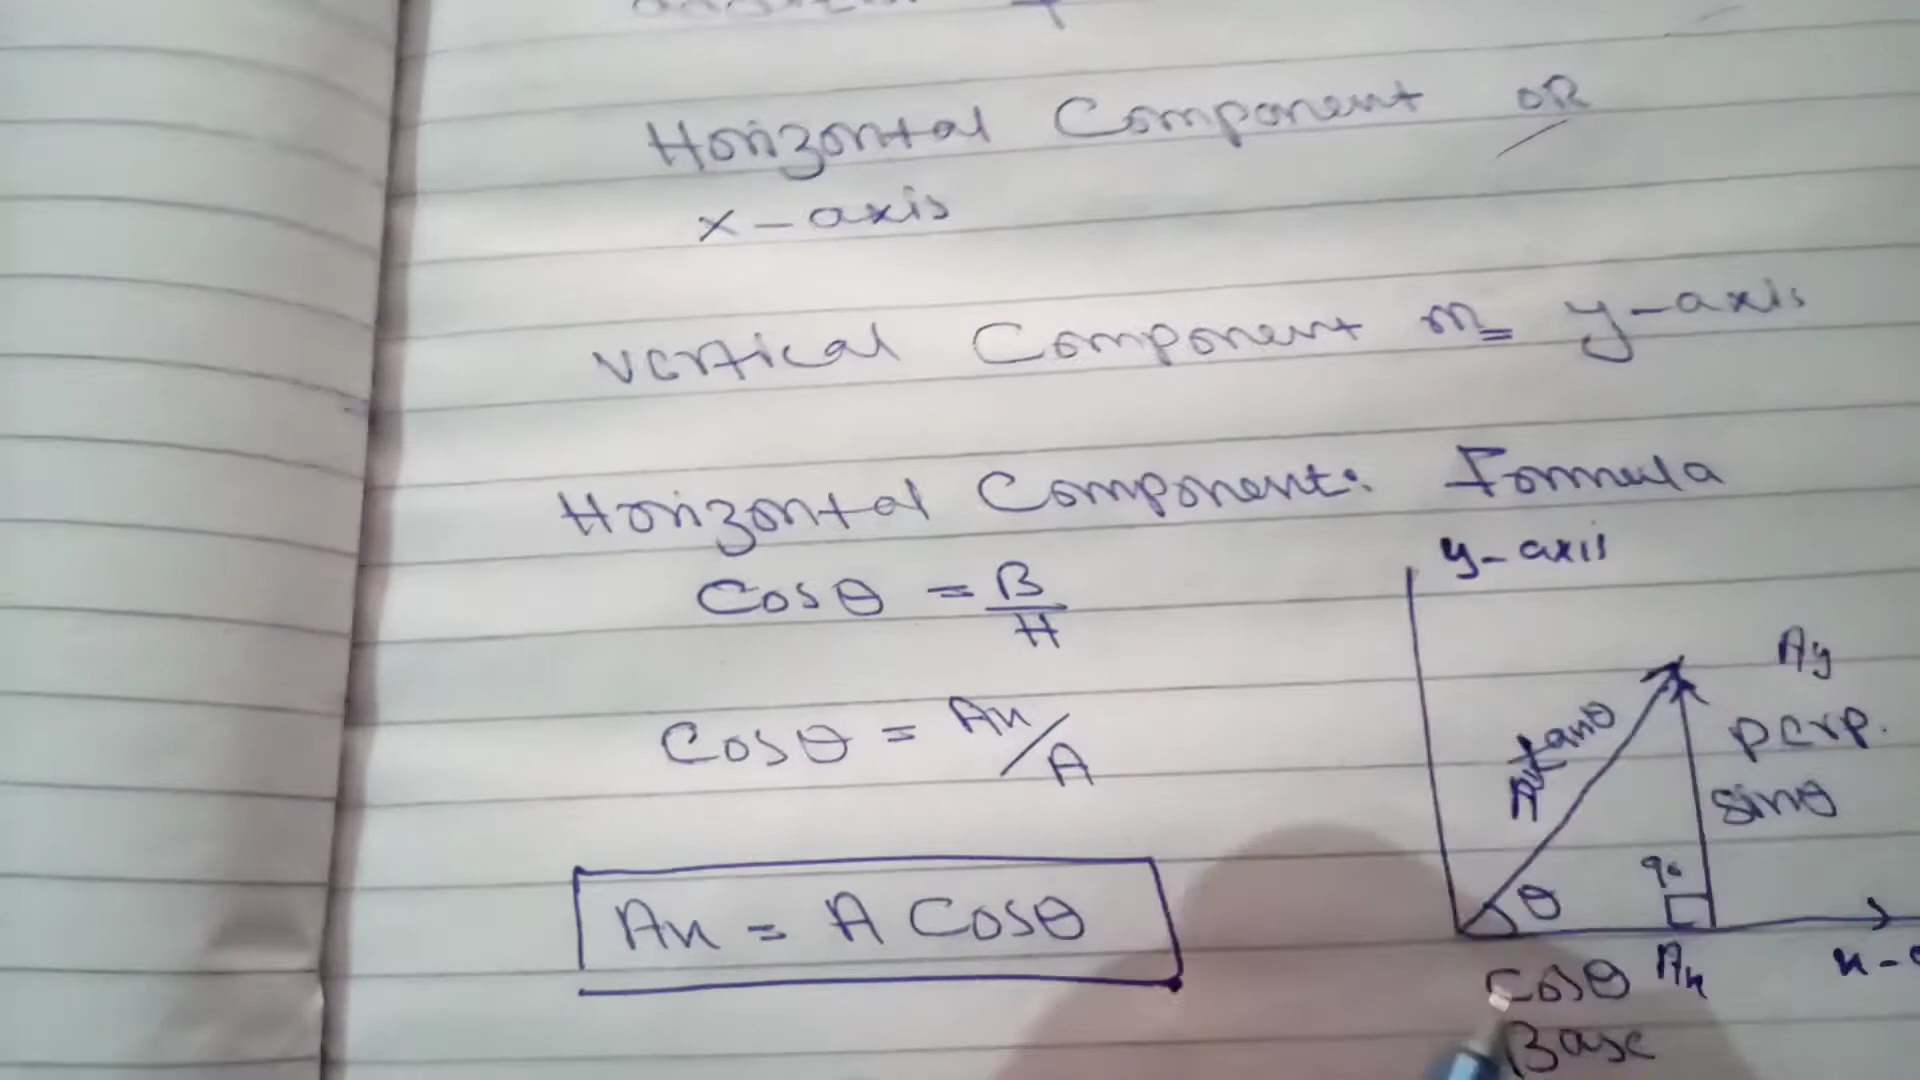 Horizontal Component OR
x-axis
Vertical Component y-axis
Horizontal Component: Formula
Cosθ = B/H
Cosθ = Ax/A
Ax = A Cosθ
y-axis
Ay
perp.
sinθ
tanθ
90
θ
Cosθ Ax
Base